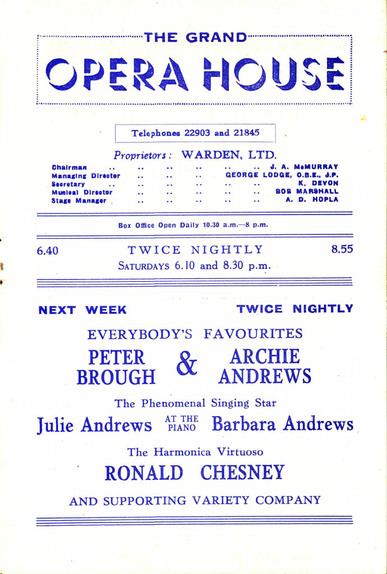 THE GRAND
OPERA HOUSE
Telephones 22903 and 21845
Proprietors: WARDEN, LTD.
Chairman .. .. .. .. .. J. A. McMURRAY
Managing Director .. .. .. GEORGE LODGE, O.B.E., J.P.
Secretary .. .. .. .. .. .. K. DEVON
Musical Director .. .. .. .. .. BOB MARSHALL
Stage Manager . .. .. .. .. .. A. D. HOPLA
Box Office Open Daily 10.30 a.m.—8 p.m.
6.40 TWICE NIGHTLY 8.55
SATURDAYS 6.10 and 8.30 p.m.
NEXT WEEK TWICE NIGHTLY
EVERYBODY'S FAVOURITES
PETER BROUGH & ARCHIE ANDREWS
The Phenomenal Singing Star
Julie Andrews AT THE PIANO Barbara Andrews
The Harmonica Virtuoso
RONALD CHESNEY
AND SUPPORTING VARIETY COMPANY